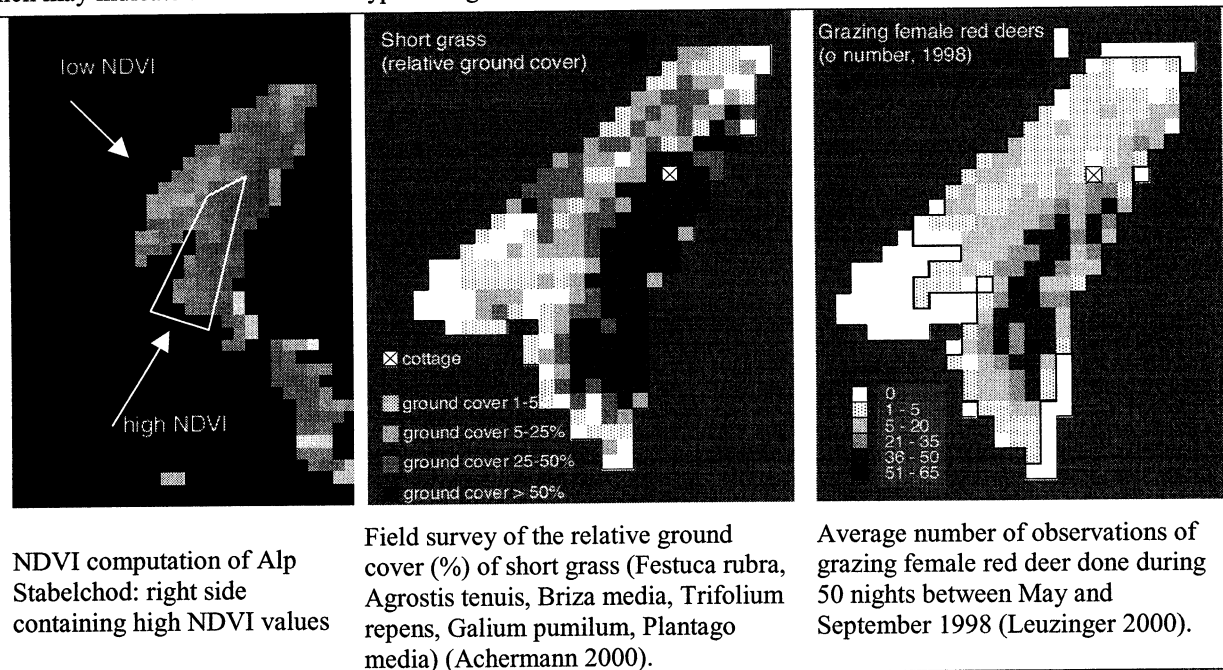 low NDVI
high NDVI
Short grass
(relative ground cover)
cottage
ground cover 1-5
ground cover 5-25%
ground cover 25-50%
ground cover > 50%
Grazing female red deers
(ø number, 1998)
0
1 - 5
5 - 20
21 - 35
36 - 50
51 - 65
NDVI computation of Alp
Stabelchod: right side
containing high NDVI values
Field survey of the relative ground
cover (%) of short grass (Festuca rubra,
Agrostis tenuis, Briza media, Trifolium
repens, Galium pumilum, Plantago
media) (Achermann 2000).
Average number of observations of
grazing female red deer done during
50 nights between May and
September 1998 (Leuzinger 2000).